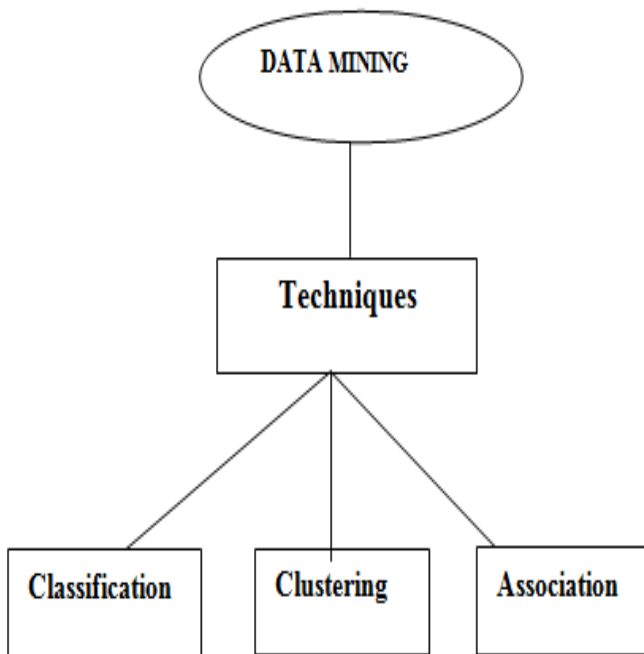 DATA MINING
Techniques
Classification
Clustering
Association